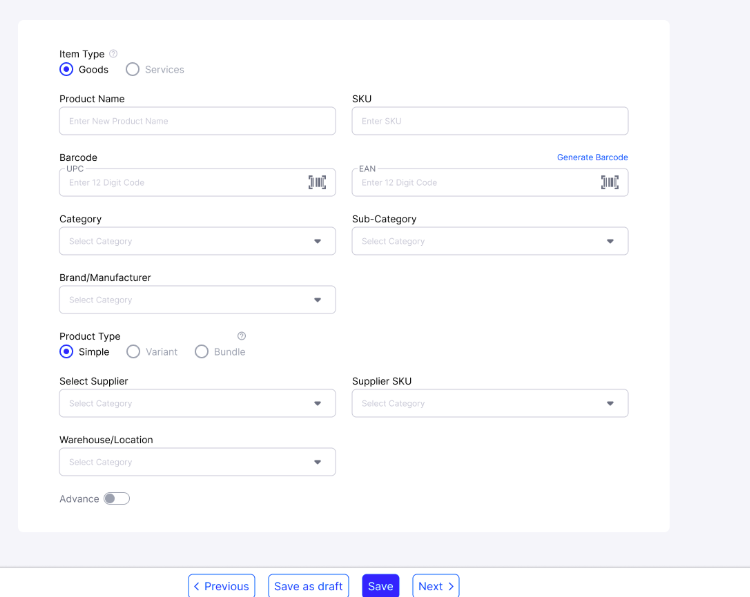 Item Type
Goods Services
Product Name SKU
Enter New Product Name Enter SKU
Barcode Generate Barcode
UPC EAN
Enter 12 Digit Code Enter 12 Digit Code
Category Sub-Category
Select Category Select Category
Brand/Manufacturer
Select Category
Product Type
Simple Variant Bundle
Select Supplier Supplier SKU
Select Category Select Category
Warehouse/Location
Select Category
Advance
< Previous Save as draft Save Next >